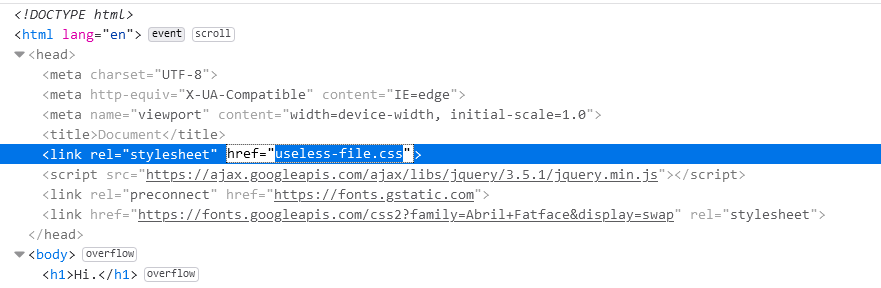 <!DOCTYPE html>
<html lang="en"> event scroll
<head>
<meta charset="UTF-8">
<meta http-equiv="X-UA-Compatible" content="IE=edge">
<meta name="viewport" content="width=device-width, initial-scale=1.0">
<title>Document</title>
<link rel="stylesheet" href="useless-file.css">
<script src="https://ajax.googleapis.com/ajax/libs/jquery/3.5.1/jquery.min.js"></script>
<link rel="preconnect" href="https://fonts.gstatic.com">
<link href="https://fonts.googleapis.com/css2?family=Abril+Fatface&display=swap" rel="stylesheet">
</head>
<body> overflow
<h1>Hi.</h1> overflow